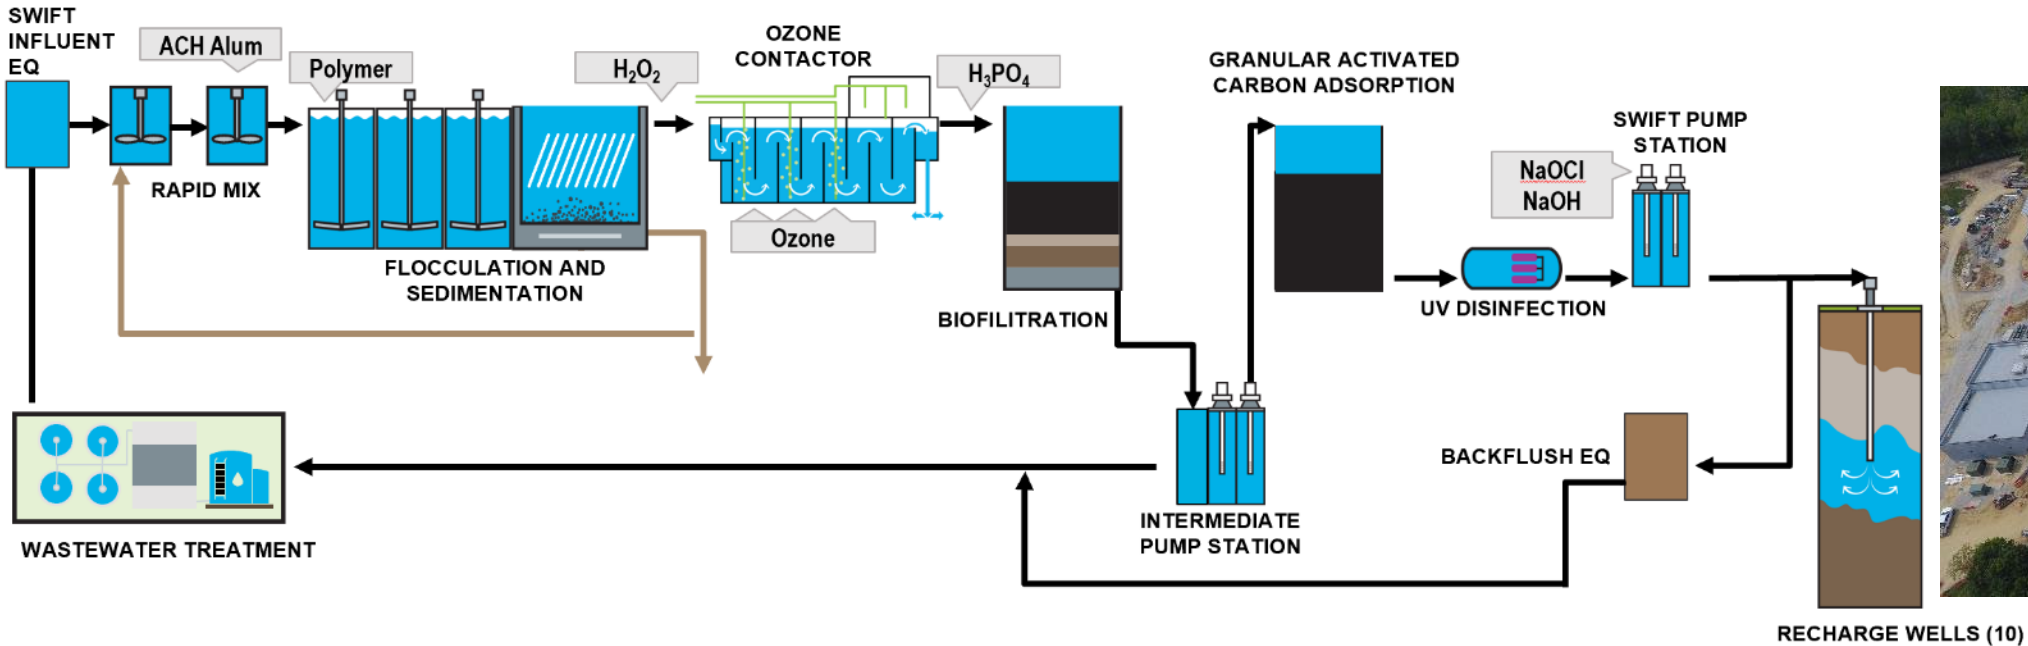 SWIFT
INFLUENT
EQ
ACH Alum
RAPID MIX
Polymer
FLOCCULATION AND
SEDIMENTATION
H₂O₂
OZONE
CONTACTOR
Ozone
H₃PO₄
BIOFILITRATION
GRANULAR ACTIVATED
CARBON ADSORPTION
UV DISINFECTION
SWIFT PUMP
STATION
NaOCl
NaOH
BACKFLUSH EQ
INTERMEDIATE
PUMP STATION
WASTEWATER TREATMENT
RECHARGE WELLS (10)